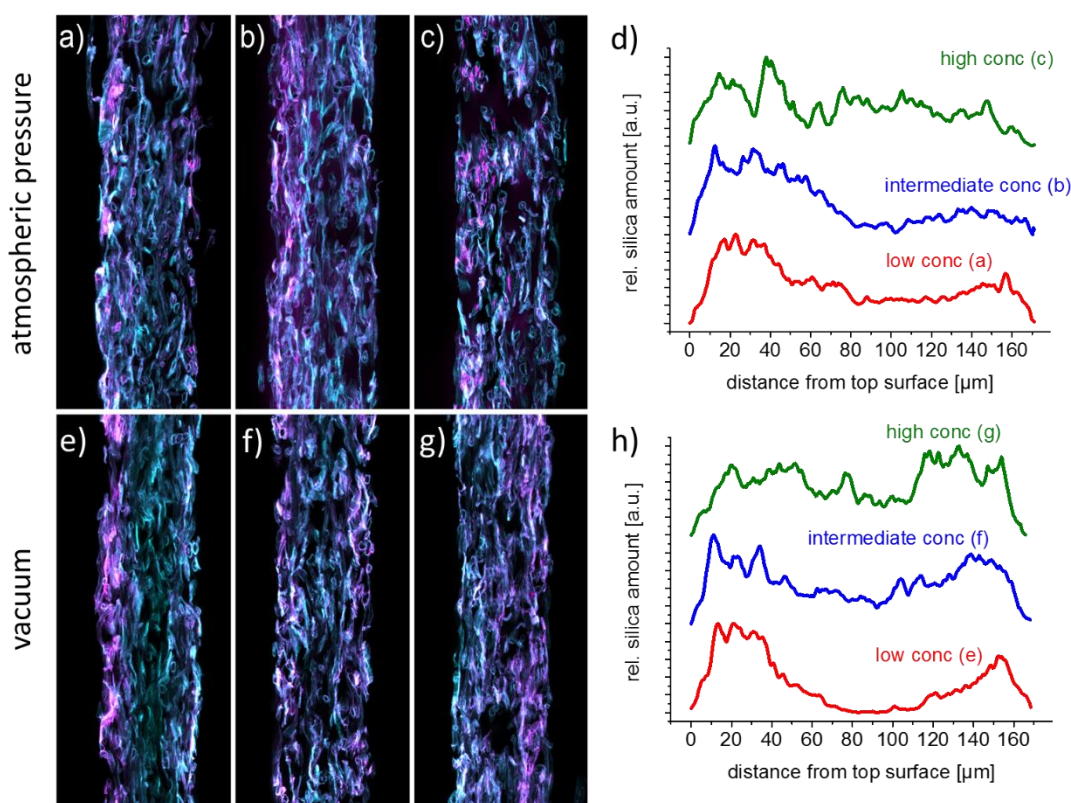 atmospheric pressure
a)
b)
c)
d)
high conc (c)
intermediate conc (b)
low conc (a)
rel. silica amount [a.u.]
0 20 40 60 80 100 120 140 160
distance from top surface [µm]
vacuum
e)
f)
g)
h)
high conc (g)
intermediate conc (f)
low conc (e)
rel. silica amount [a.u.]
0 20 40 60 80 100 120 140 160
distance from top surface [µm]